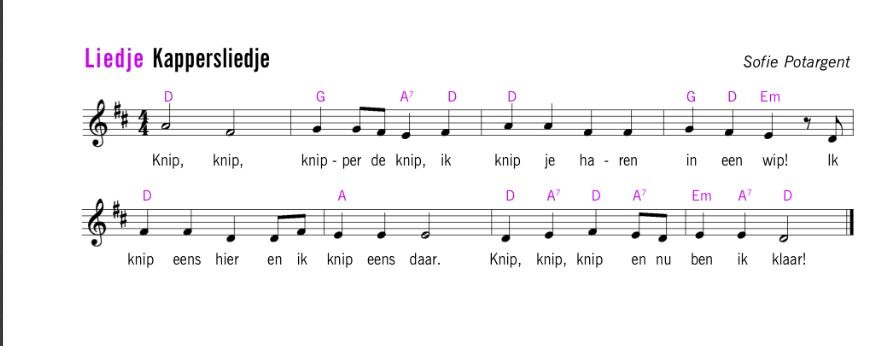 Liedje Kappersliedje
Sofie Potargent
D G A7 D D G D Em
4
4
Knip, knip, knip - per de knip, ik knip je ha - ren in een wip! Ik
D A D A7 D A7 Em A7 D
knip eens hier en ik knip eens daar. Knip, knip, knip en nu ben ik klaar!